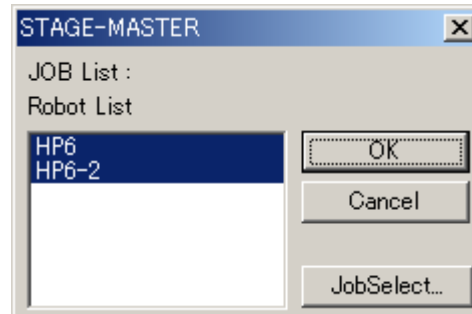 STAGE-MASTER
JOB List :
Robot List
HP6
HP6-2
OK
Cancel
JobSelect...